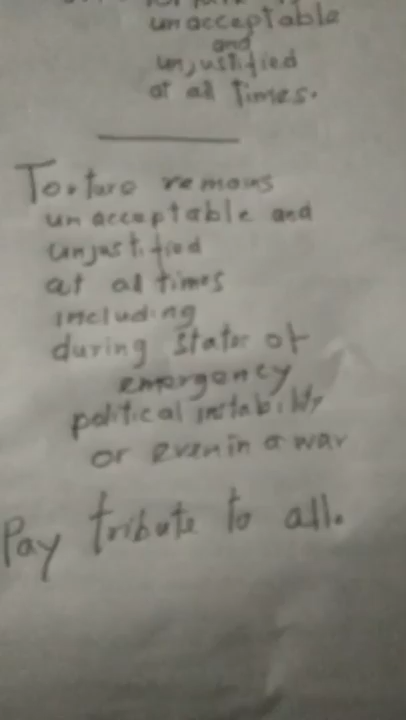 unacceptable
and
unjustified
at all times.
Torture remains
unacceptable and
unjustified
at all times
including
during state of
emergency
political instability
or even in a war
Pay tribute to all.